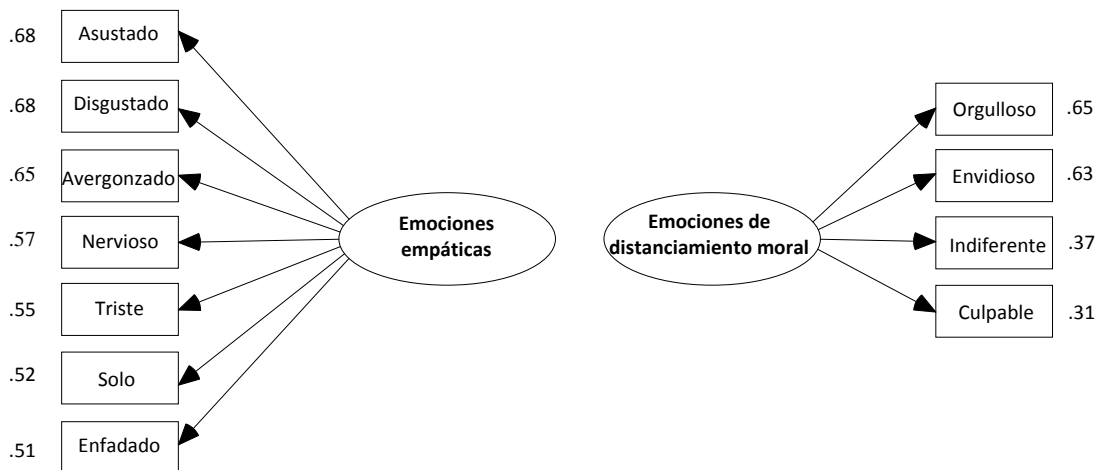 .68 Asustado
.68 Disgustado
.65 Avergonzado
.57 Nervioso
.55 Triste
.52 Solo
.51 Enfadado
Emociones
empáticas
Emociones de
distanciamiento moral
Orgulloso .65
Envidioso .63
Indiferente .37
Culpable .31